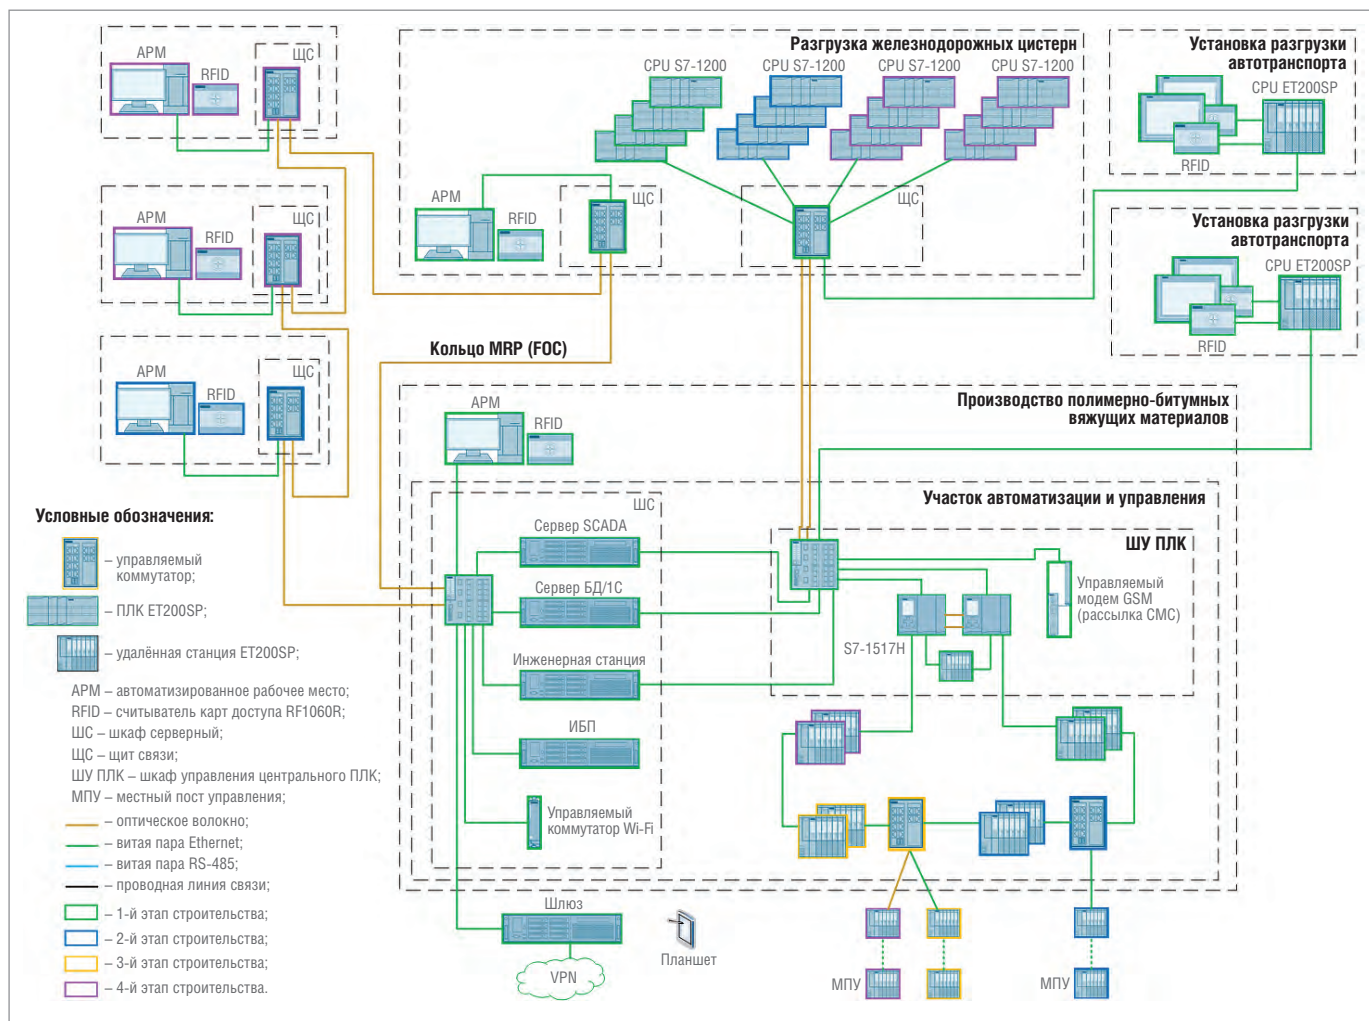 АРМ
RFID
ЩС
АРМ
RFID
ЩС
АРМ
RFID
ЩС
Разгрузка железнодорожных цистерн
CPU S7-1200
CPU S7-1200
CPU S7-1200
CPU S7-1200
АРМ
RFID
ЩС
ЩС
Установка разгрузки
автотранспорта
CPU ET200SP
RFID
Установка разгрузки
автотранспорта
CPU ET200SP
RFID
Кольцо MRP (FOC)
Производство полимерно-битумных
вяжущих материалов
АРМ
RFID
Участок автоматизации и управления
ШС
Сервер SCADA
Сервер БД/1С
Инженерная станция
ИБП
Управляемый
коммутатор Wi-Fi
ШУ ПЛК
Управляемый
модем GSM
(рассылка СМС)
S7-1517H
Шлюз
VPN
Планшет
МПУ
МПУ
Условные обозначения:
– управляемый
коммутатор;
– ПЛК ET200SP;
– удалённая станция ET200SP;
АРМ – автоматизированное рабочее место;
RFID – считыватель карт доступа RF1060R;
ШС – шкаф серверный;
ЩС – щит связи;
ШУ ПЛК – шкаф управления центрального ПЛК;
МПУ – местный пост управления;
– оптическое волокно;
– витая пара Ethernet;
– витая пара RS-485;
– проводная линия связи;
– 1-й этап строительства;
– 2-й этап строительства;
– 3-й этап строительства;
– 4-й этап строительства.